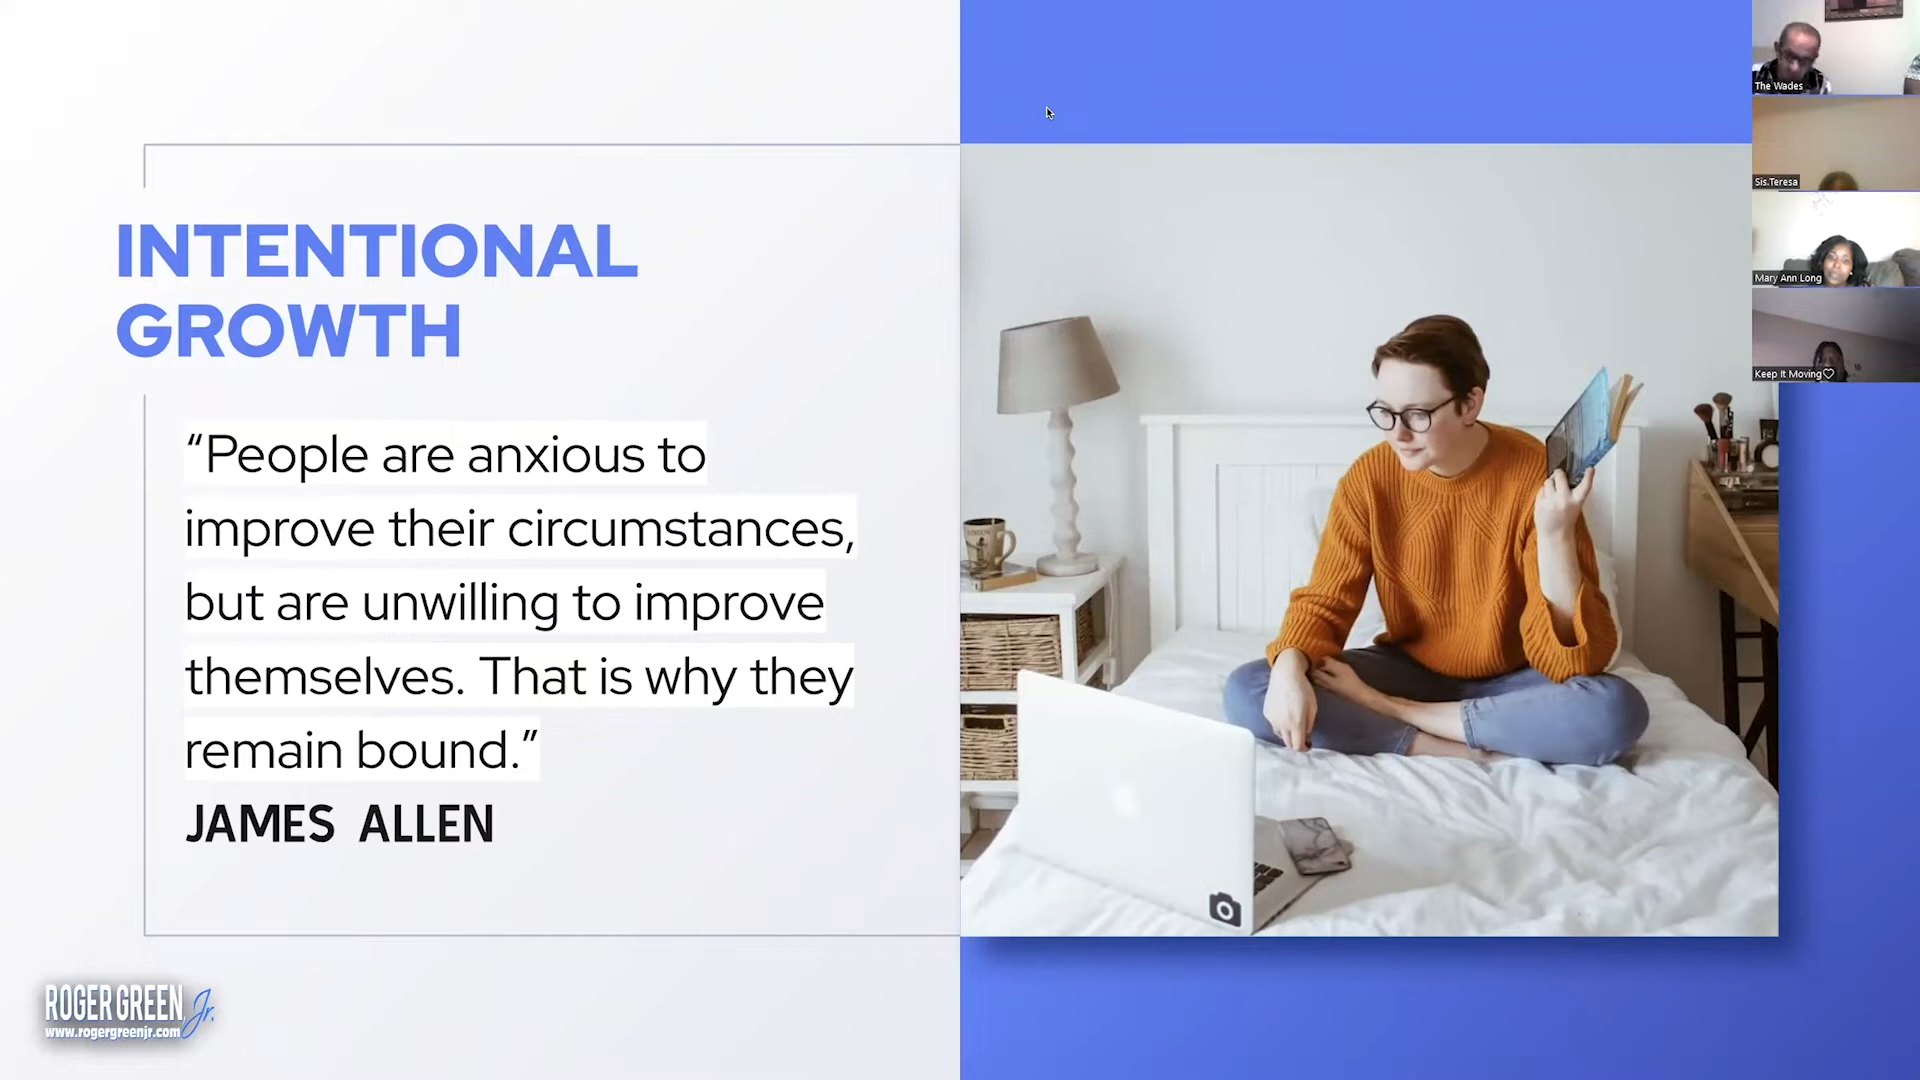 INTENTIONAL
GROWTH
“People are anxious to
improve their circumstances,
but are unwilling to improve
themselves. That is why they
remain bound.”
JAMES ALLEN
ROGER GREEN Jr.
www.rogergreenjr.com
The Wades
Sis.Teresa
Mary Ann Long
Keep It Moving♡
LONDON